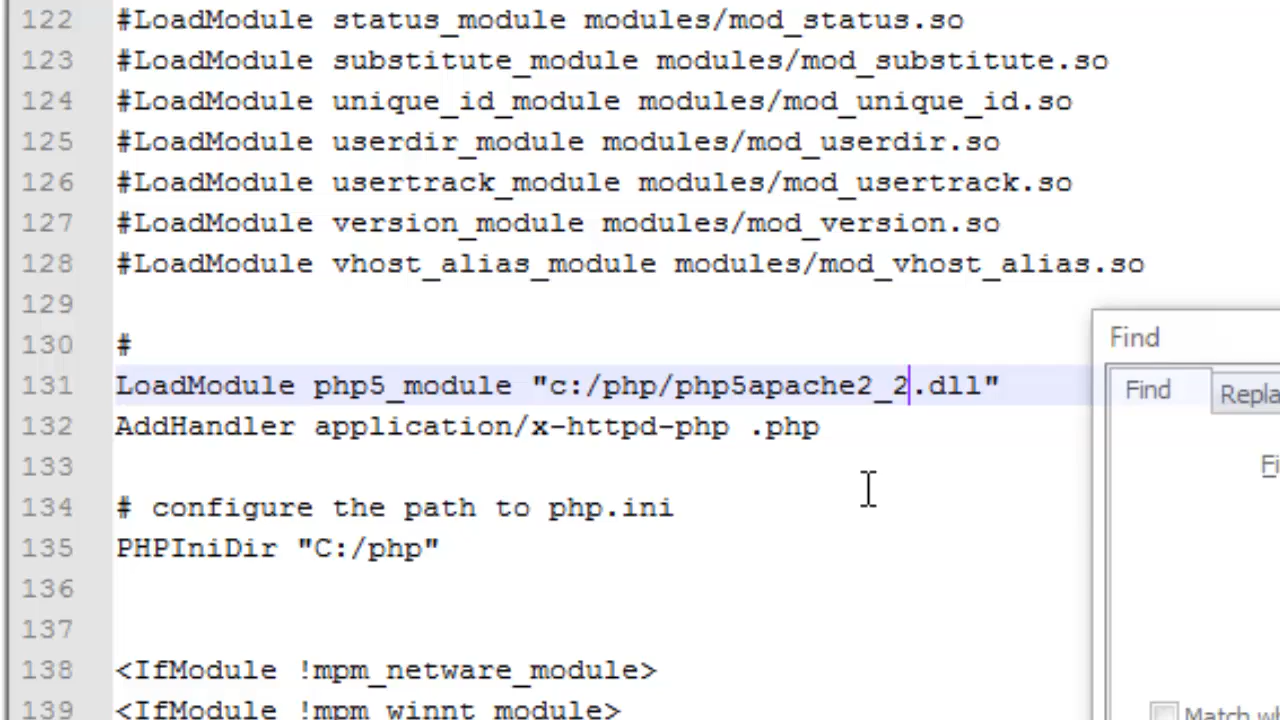 122 #LoadModule status_module modules/mod_status.so
123 #LoadModule substitute_module modules/mod_substitute.so
124 #LoadModule unique_id_module modules/mod_unique_id.so
125 #LoadModule userdir_module modules/mod_userdir.so
126 #LoadModule usertrack_module modules/mod_usertrack.so
127 #LoadModule version_module modules/mod_version.so
128 #LoadModule vhost_alias_module modules/mod_vhost_alias.so
129
130 #
131 LoadModule php5_module "c:/php/php5apache2_2.dll"
132 AddHandler application/x-httpd-php .php
133
134 # configure the path to php.ini
135 PHPIniDir "C:/php"
136
137
138 <IfModule !mpm_netware_module>
139 <IfModule !mpm_winnt_module>
Find
Find